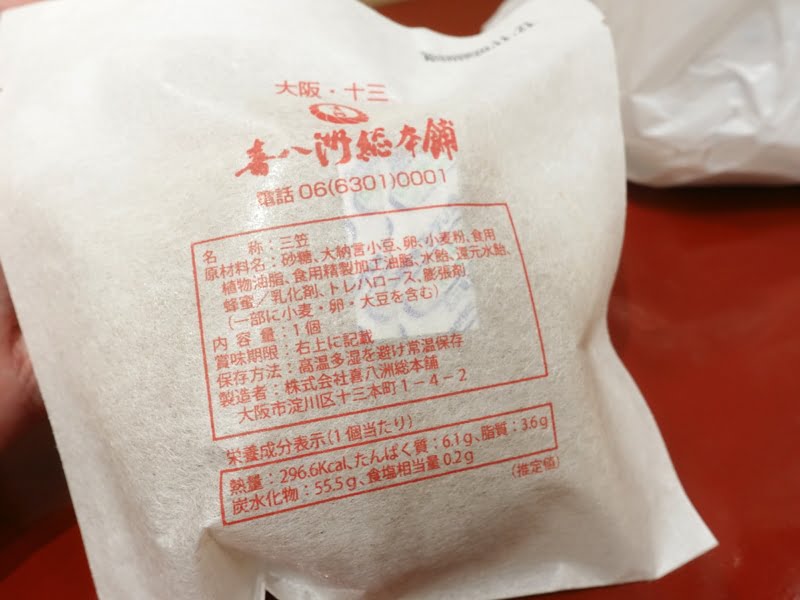 大阪・十三
喜八洲総本舗
電話 06(6301)0001
名　　称：三笠
原材料名：砂糖、大納言小豆、卵、小麦粉、食用
植物油脂、食用精製加工油脂、水飴、還元水飴、
蜂蜜／乳化剤、トレハロース、膨張剤
(一部に小麦・卵・大豆を含む)
内 容 量：1個
賞味期限：右上に記載
保存方法：高温多湿を避け常温保存
製造者：株式会社喜八洲総本舗
大阪市淀川区十三本町1－4－2
栄養成分表示(1個当たり)
熱量：296.6Kcal、たんぱく質：6.1g、脂質：3.6g
炭水化物：55.5g、食塩相当量0.2g
(推定値)